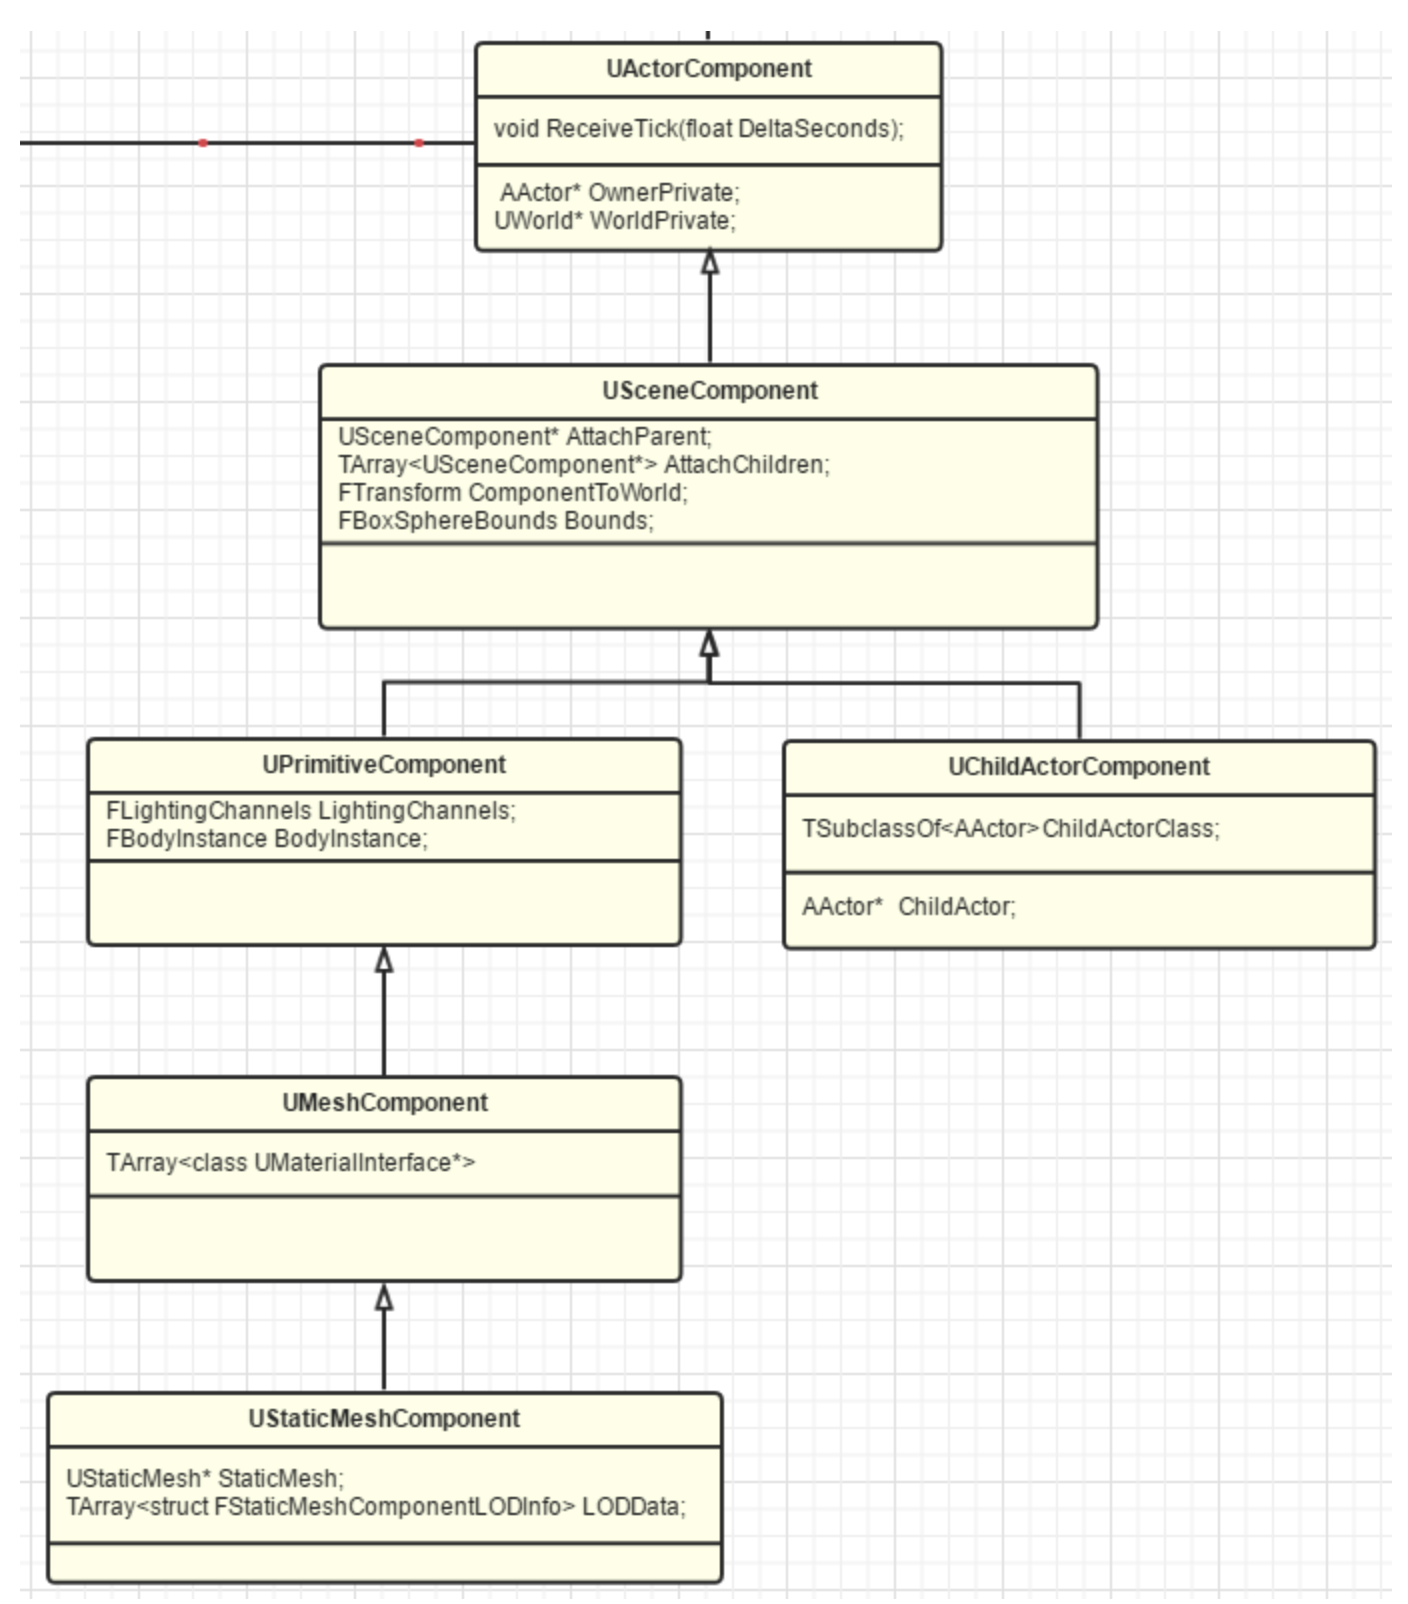 UActorComponent
void ReceiveTick(float DeltaSeconds);
AActor* OwnerPrivate;
UWorld* WorldPrivate;
USceneComponent
USceneComponent* AttachParent;
TArray<USceneComponent*> AttachChildren;
FTransform ComponentToWorld;
FBoxSphereBounds Bounds;
UPrimitiveComponent
FLightingChannels LightingChannels;
FBodyInstance BodyInstance;
UChildActorComponent
TSubclassOf<AActor> ChildActorClass;
AActor* ChildActor;
UMeshComponent
TArray<class UMaterialInterface*>
UStaticMeshComponent
UStaticMesh* StaticMesh;
TArray<struct FStaticMeshComponentLODInfo> LODData;